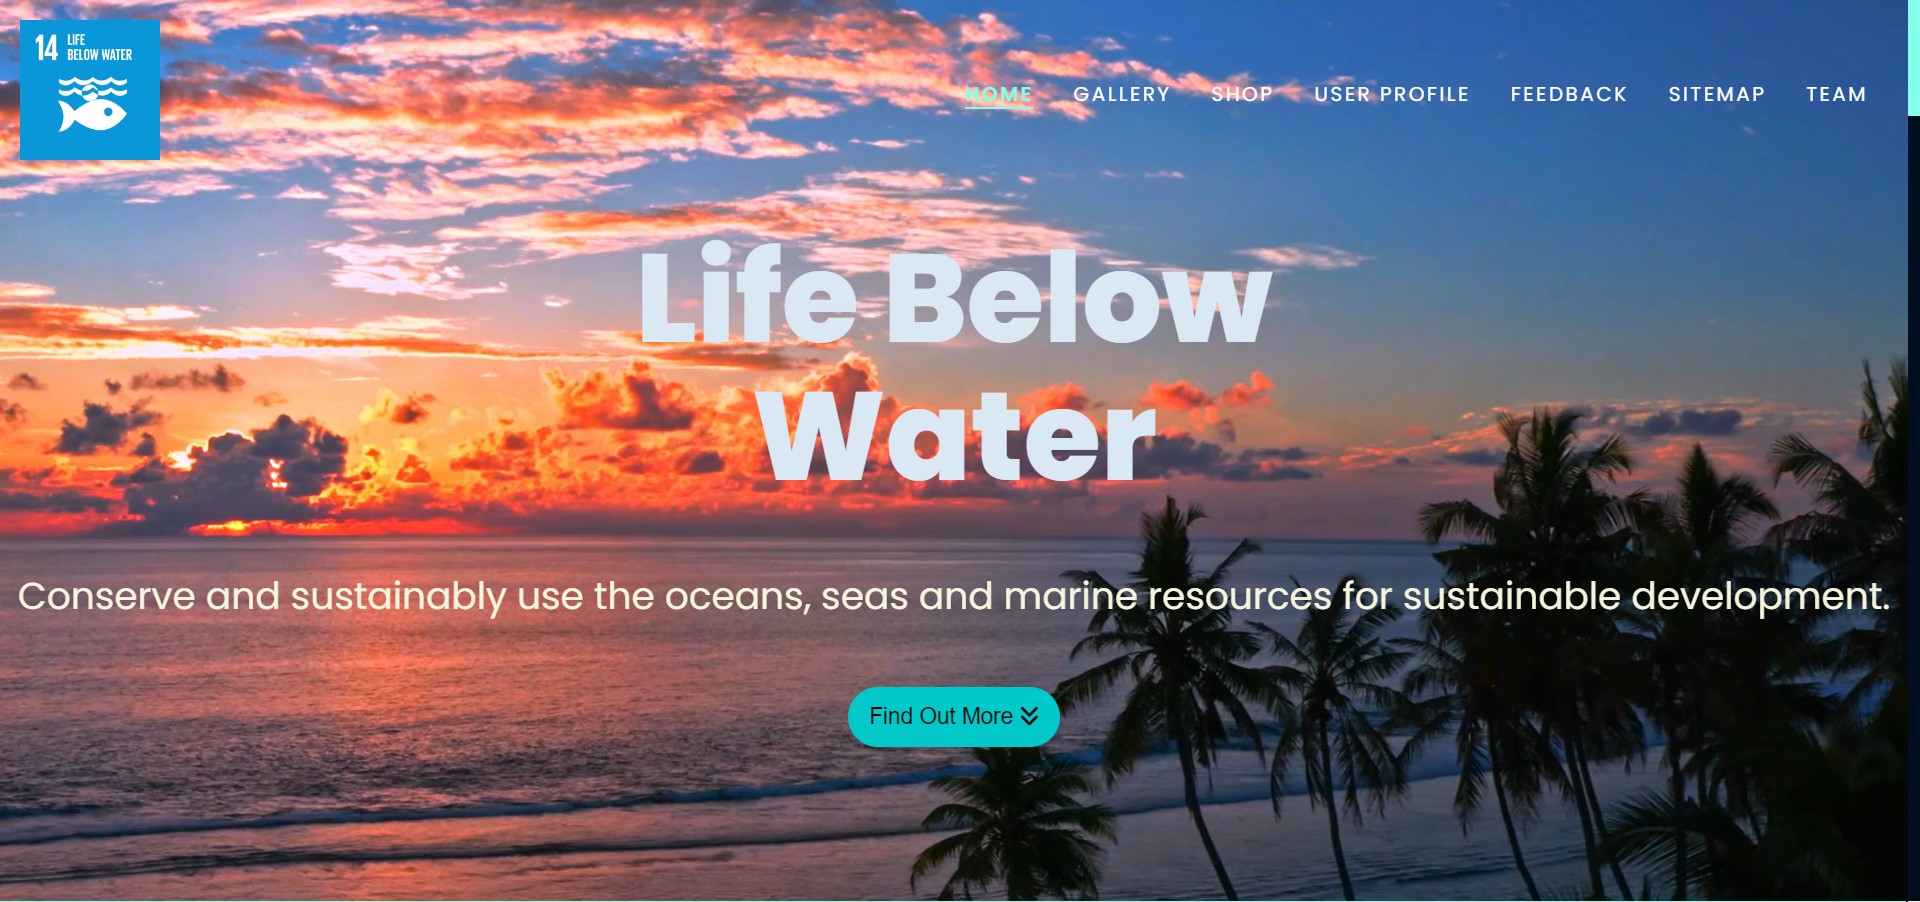 14 LIFE
BELOW WATER
HOME GALLERY SHOP USER PROFILE FEEDBACK SITEMAP TEAM
Life Below
Water
Conserve and sustainably use the oceans, seas and marine resources for sustainable development.
Find Out More